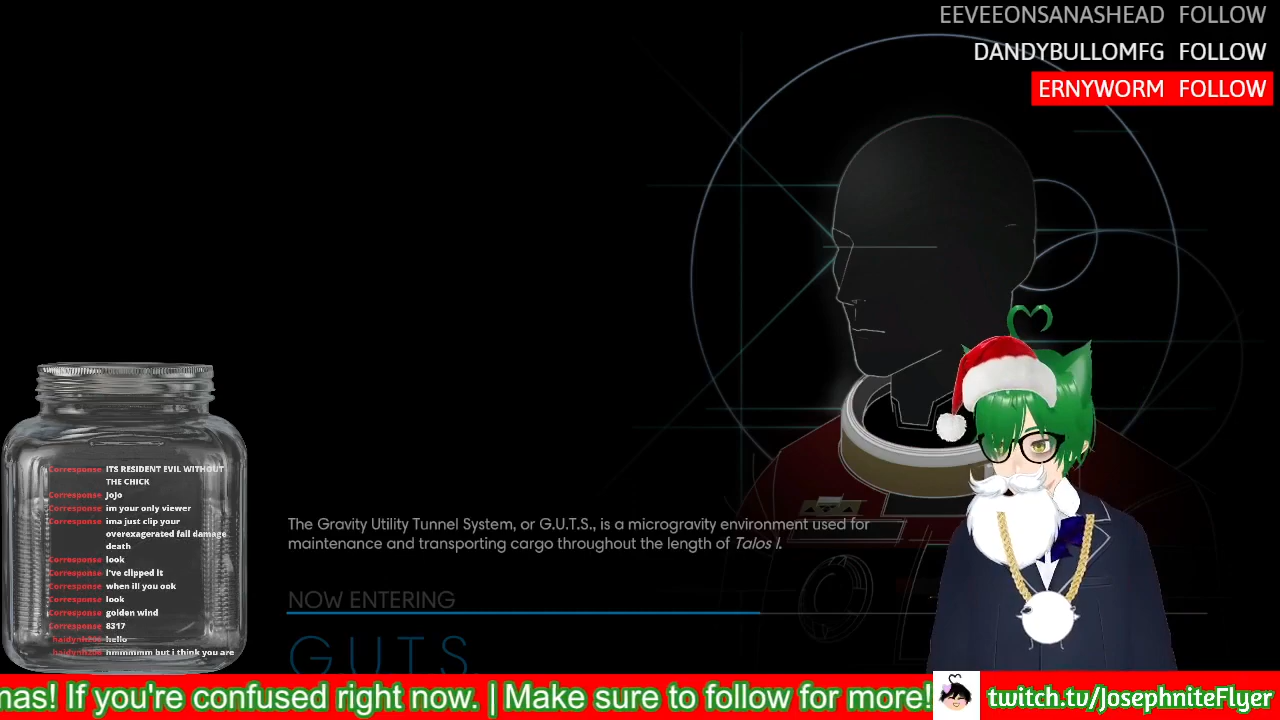 EEVEEONSANASHEAD FOLLOW
DANDYBULLOMFG FOLLOW
ERNYWORM FOLLOW
Corresponse ITS RESIDENT EVIL WITHOUT
THE CHICK
Corresponse JoJo
Corresponse im your only viewer
Corresponse ima just clip your
overexagerated fall damage
death
Corresponse look
Corresponse i've clipped it
Corresponse when ill you ook
Corresponse look
Corresponse golden wind
Corresponse 8317
hello
hmmmmm but i think you are
The Gravity Utility Tunnel System, or G.U.T.S., is a microgravity environment used for
maintenance and transporting cargo throughout the length of Talos I.
NOW ENTERING
GUTS
mas! If you're confused right now. | Make sure to follow for more!
twitch.tv/JosephniteFlyer